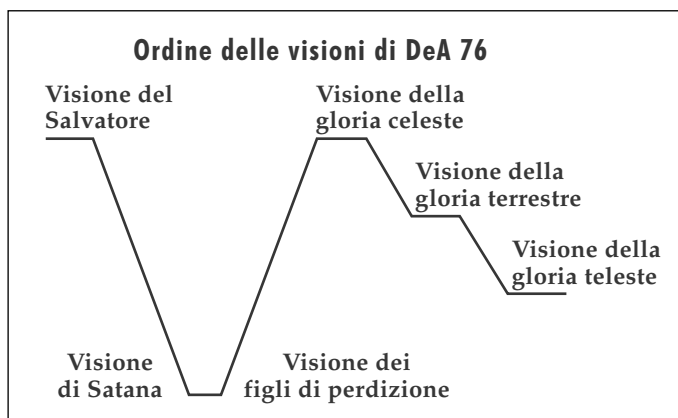 Ordine delle visioni di DeA 76
Visione del
Salvatore
Visione della
gloria celeste
Visione della
gloria terrestre
Visione della
gloria teleste
Visione
di Satana
Visione dei
figli di perdizione